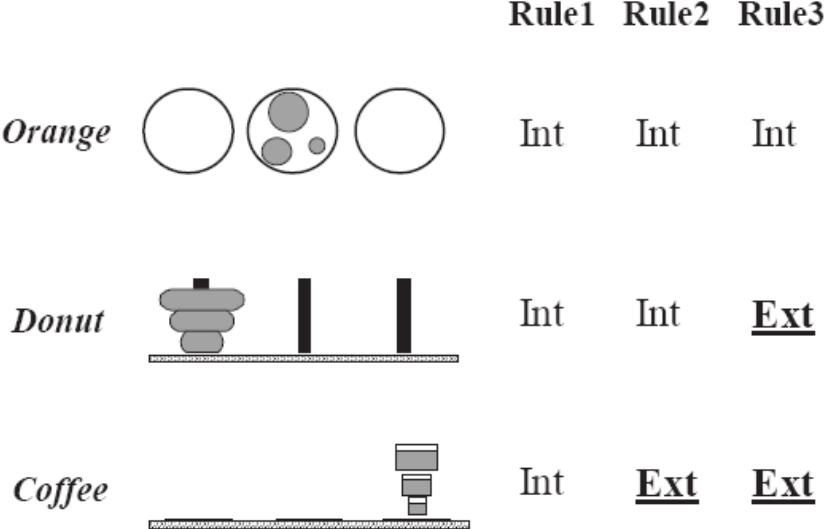 Rule1 Rule2 Rule3
Orange Int Int Int
Donut Int Int Ext
Coffee Int Ext Ext